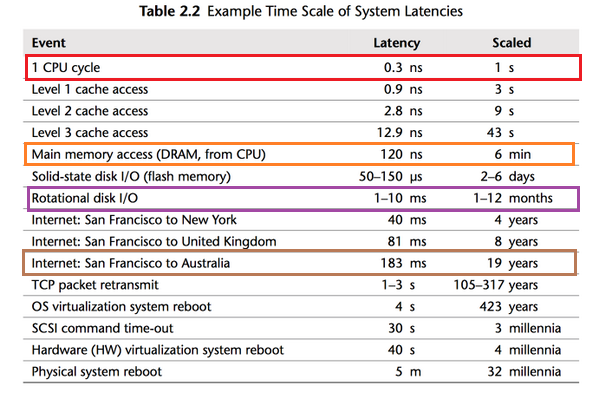 Table 2.2 Example Time Scale of System Latencies
Event Latency Scaled
1 CPU cycle 0.3 ns 1 s
Level 1 cache access 0.9 ns 3 s
Level 2 cache access 2.8 ns 9 s
Level 3 cache access 12.9 ns 43 s
Main memory access (DRAM, from CPU) 120 ns 6 min
Solid-state disk I/O (flash memory) 50–150 μs 2–6 days
Rotational disk I/O 1–10 ms 1–12 months
Internet: San Francisco to New York 40 ms 4 years
Internet: San Francisco to United Kingdom 81 ms 8 years
Internet: San Francisco to Australia 183 ms 19 years
TCP packet retransmit 1–3 s 105–317 years
OS virtualization system reboot 4 s 423 years
SCSI command time-out 30 s 3 millennia
Hardware (HW) virtualization system reboot 40 s 4 millennia
Physical system reboot 5 m 32 millennia